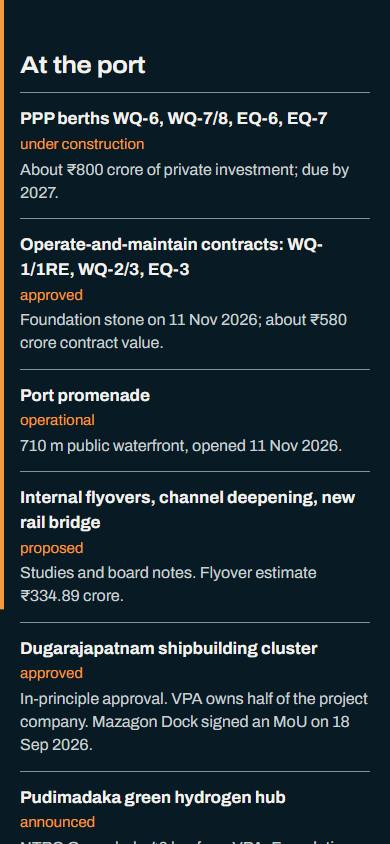 At the port
PPP berths WQ-6, WQ-7/8, EQ-6, EQ-7
under construction
About ₹800 crore of private investment; due by
2027.
Operate-and-maintain contracts: WQ-
1/1RE, WQ-2/3, EQ-3
approved
Foundation stone on 11 Nov 2026; about ₹580
crore contract value.
Port promenade
operational
710 m public waterfront, opened 11 Nov 2026.
Internal flyovers, channel deepening, new
rail bridge
proposed
Studies and board notes. Flyover estimate
₹334.89 crore.
Dugarajapatnam shipbuilding cluster
approved
In-principle approval. VPA owns half of the project
company. Mazagon Dock signed an MoU on 18
Sep 2026.
Pudimadaka green hydrogen hub
announced